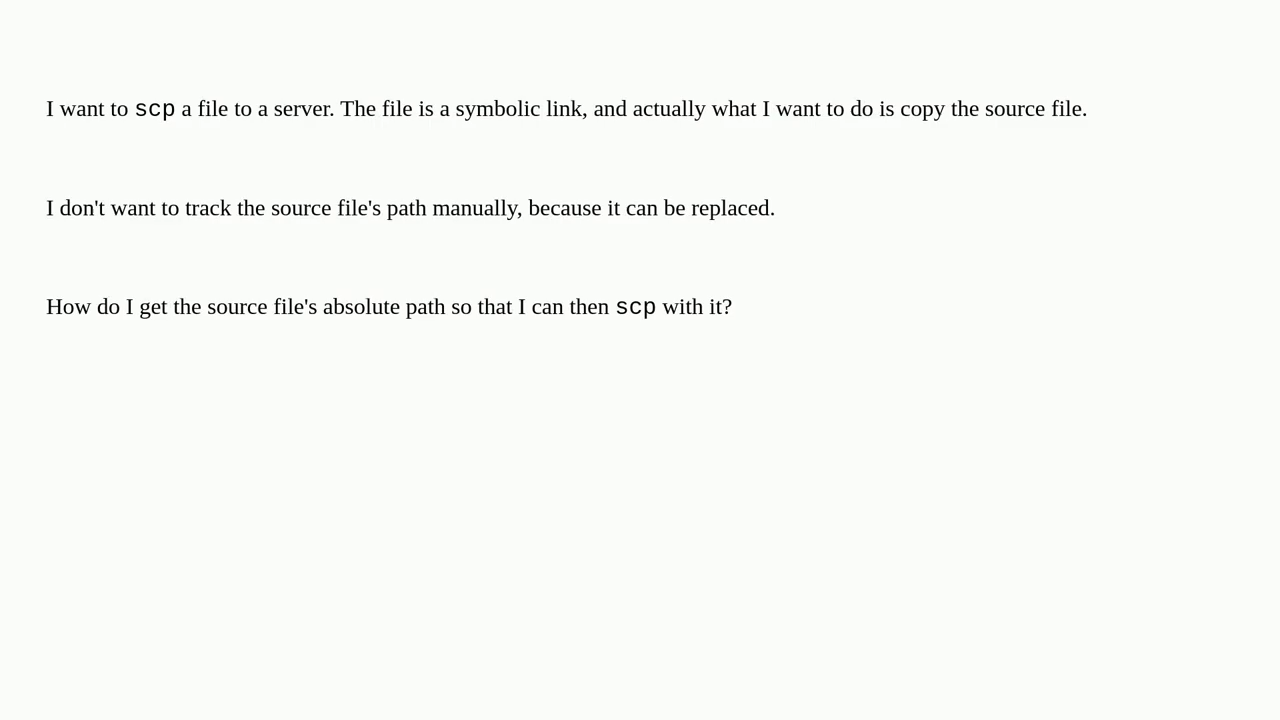 I want to scp a file to a server. The file is a symbolic link, and actually what I want to do is copy the source file.
I don't want to track the source file's path manually, because it can be replaced.
How do I get the source file's absolute path so that I can then scp with it?